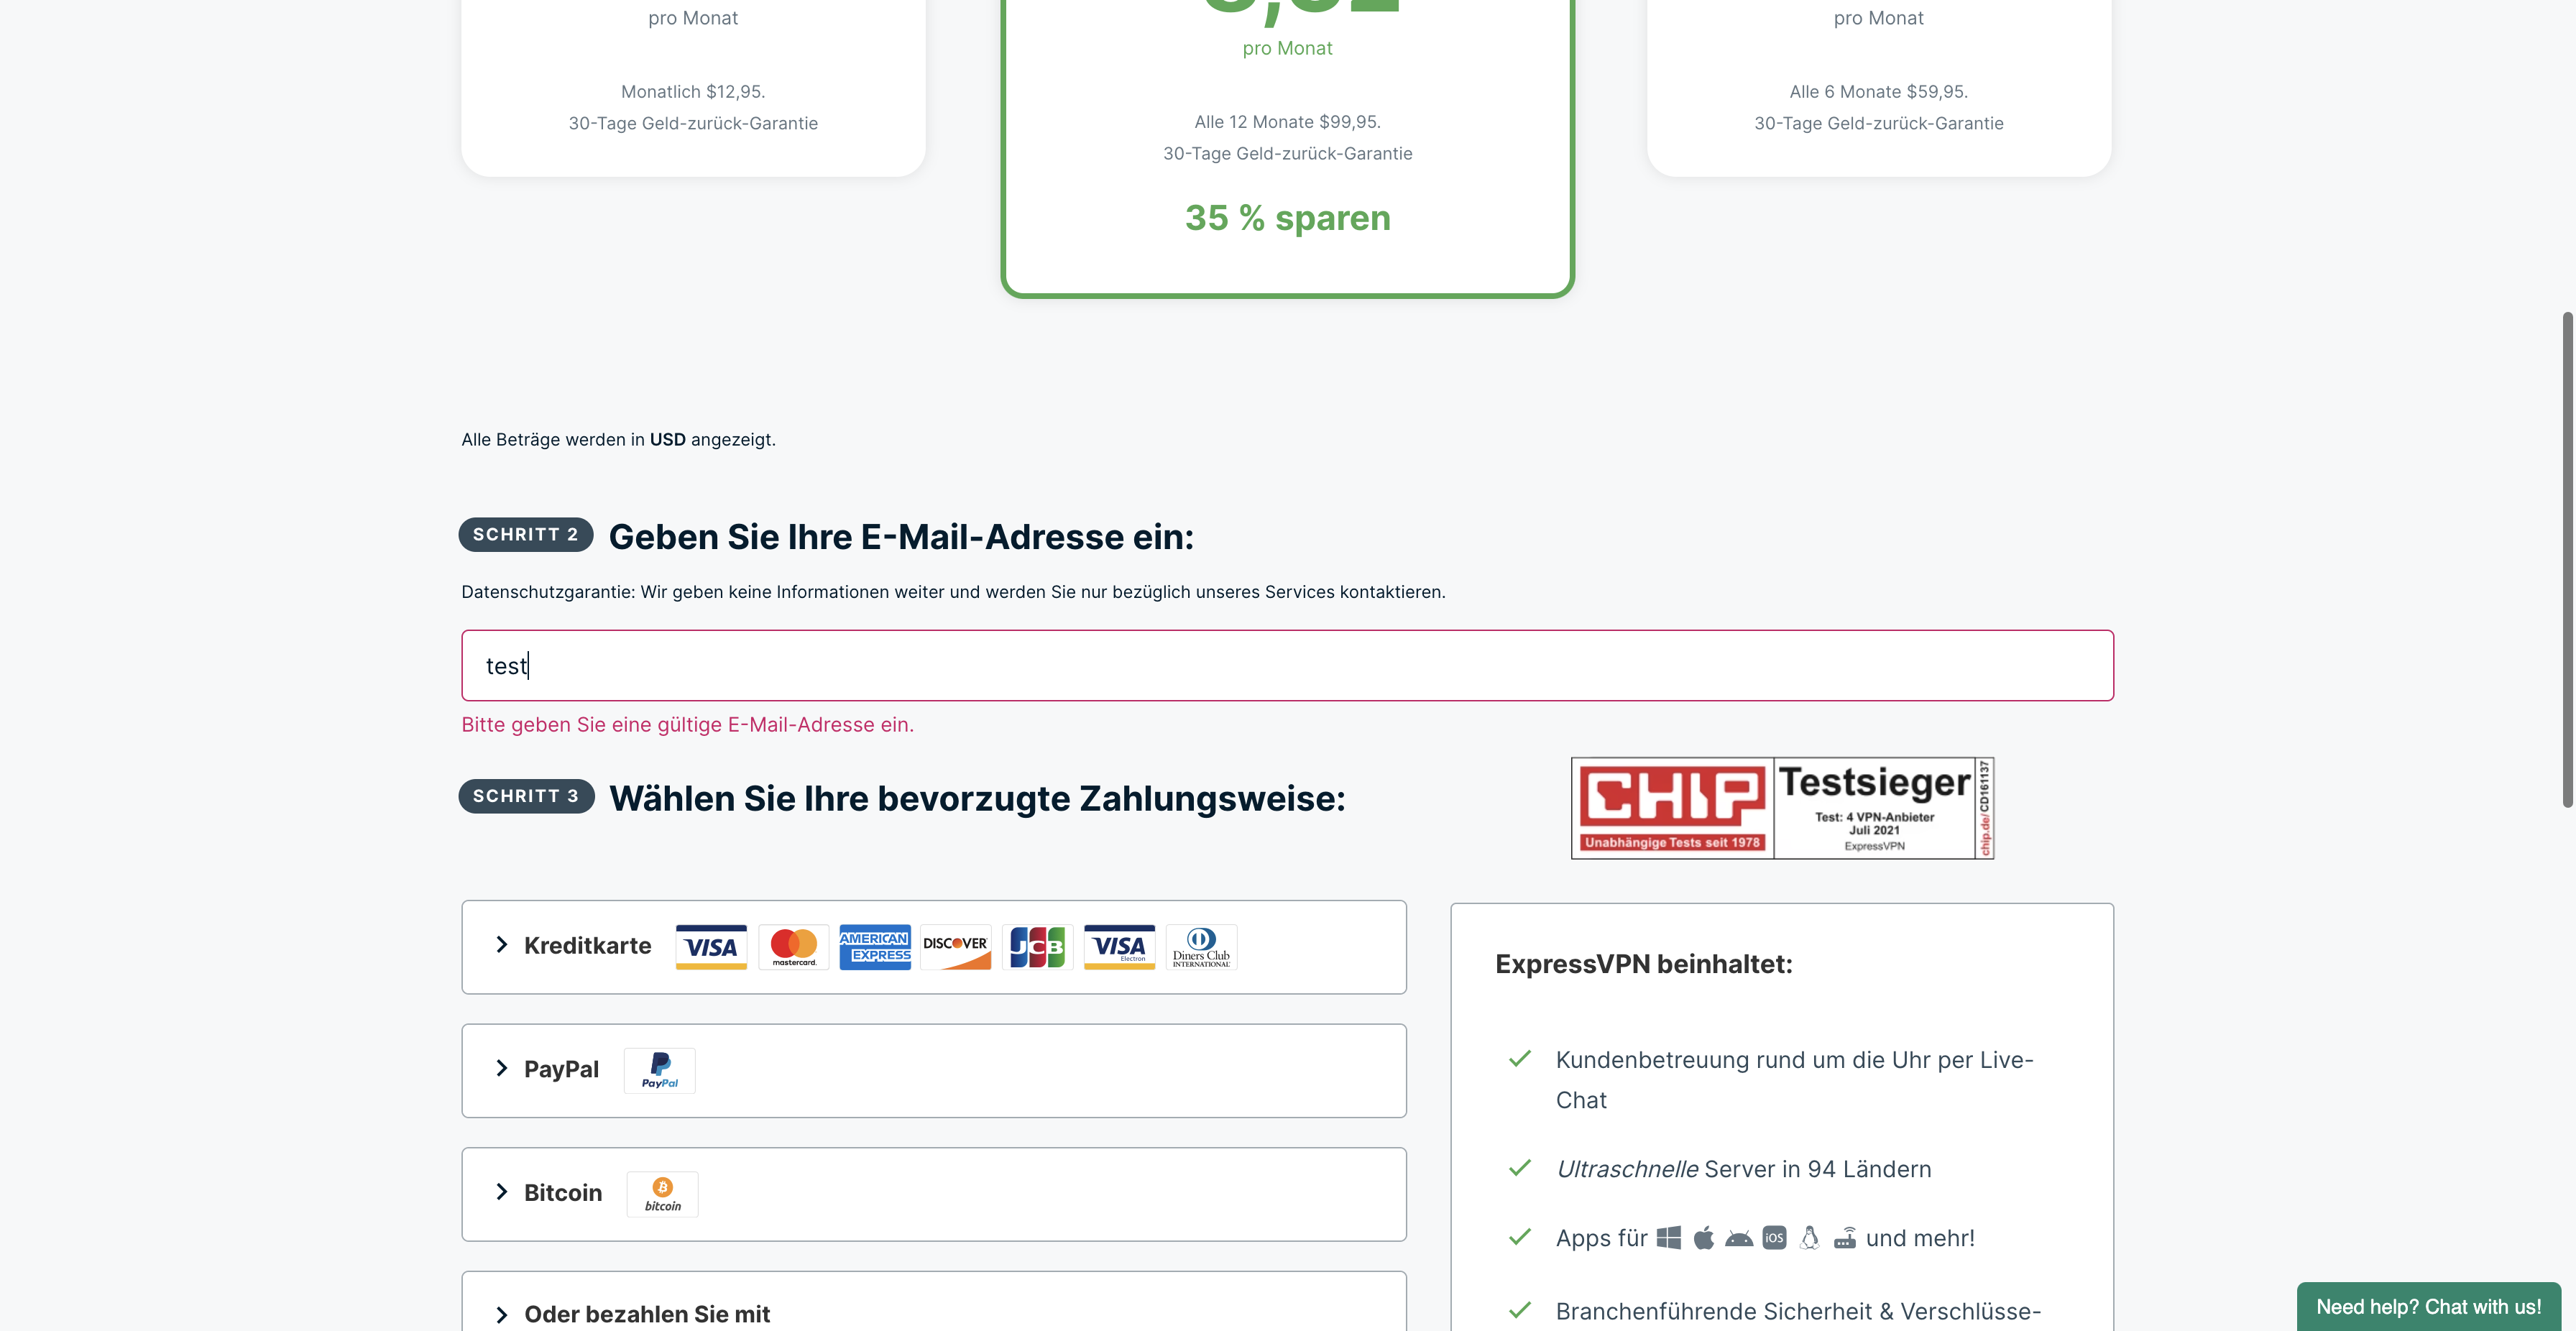 pro Monat
Monatlich $12,95.
30-Tage Geld-zurück-Garantie
pro Monat
Alle 12 Monate $99,95.
30-Tage Geld-zurück-Garantie
35 % sparen
pro Monat
Alle 6 Monate $59,95.
30-Tage Geld-zurück-Garantie
Alle Beträge werden in USD angezeigt.
SCHRITT 2 Geben Sie Ihre E-Mail-Adresse ein:
Datenschutzgarantie: Wir geben keine Informationen weiter und werden Sie nur bezüglich unseres Services kontaktieren.
test
Bitte geben Sie eine gültige E-Mail-Adresse ein.
SCHRITT 3 Wählen Sie Ihre bevorzugte Zahlungsweise:
CHIP
Unabhängige Tests seit 1978
Testsieger
Test: 4 VPN-Anbieter
Juli 2021
ExpressVPN
chip.de/CD161137
Kreditkarte VISA mastercard. AMERICAN EXPRESS DISCOVER JCB VISA Electron Diners Club INTERNATIONAL
PayPal PayPal
Bitcoin bitcoin
Oder bezahlen Sie mit
ExpressVPN beinhaltet:
Kundenbetreuung rund um die Uhr per Live-
Chat
Ultraschnelle Server in 94 Ländern
Apps für iOS und mehr!
Branchenführende Sicherheit & Verschlüsse-
Need help? Chat with us!